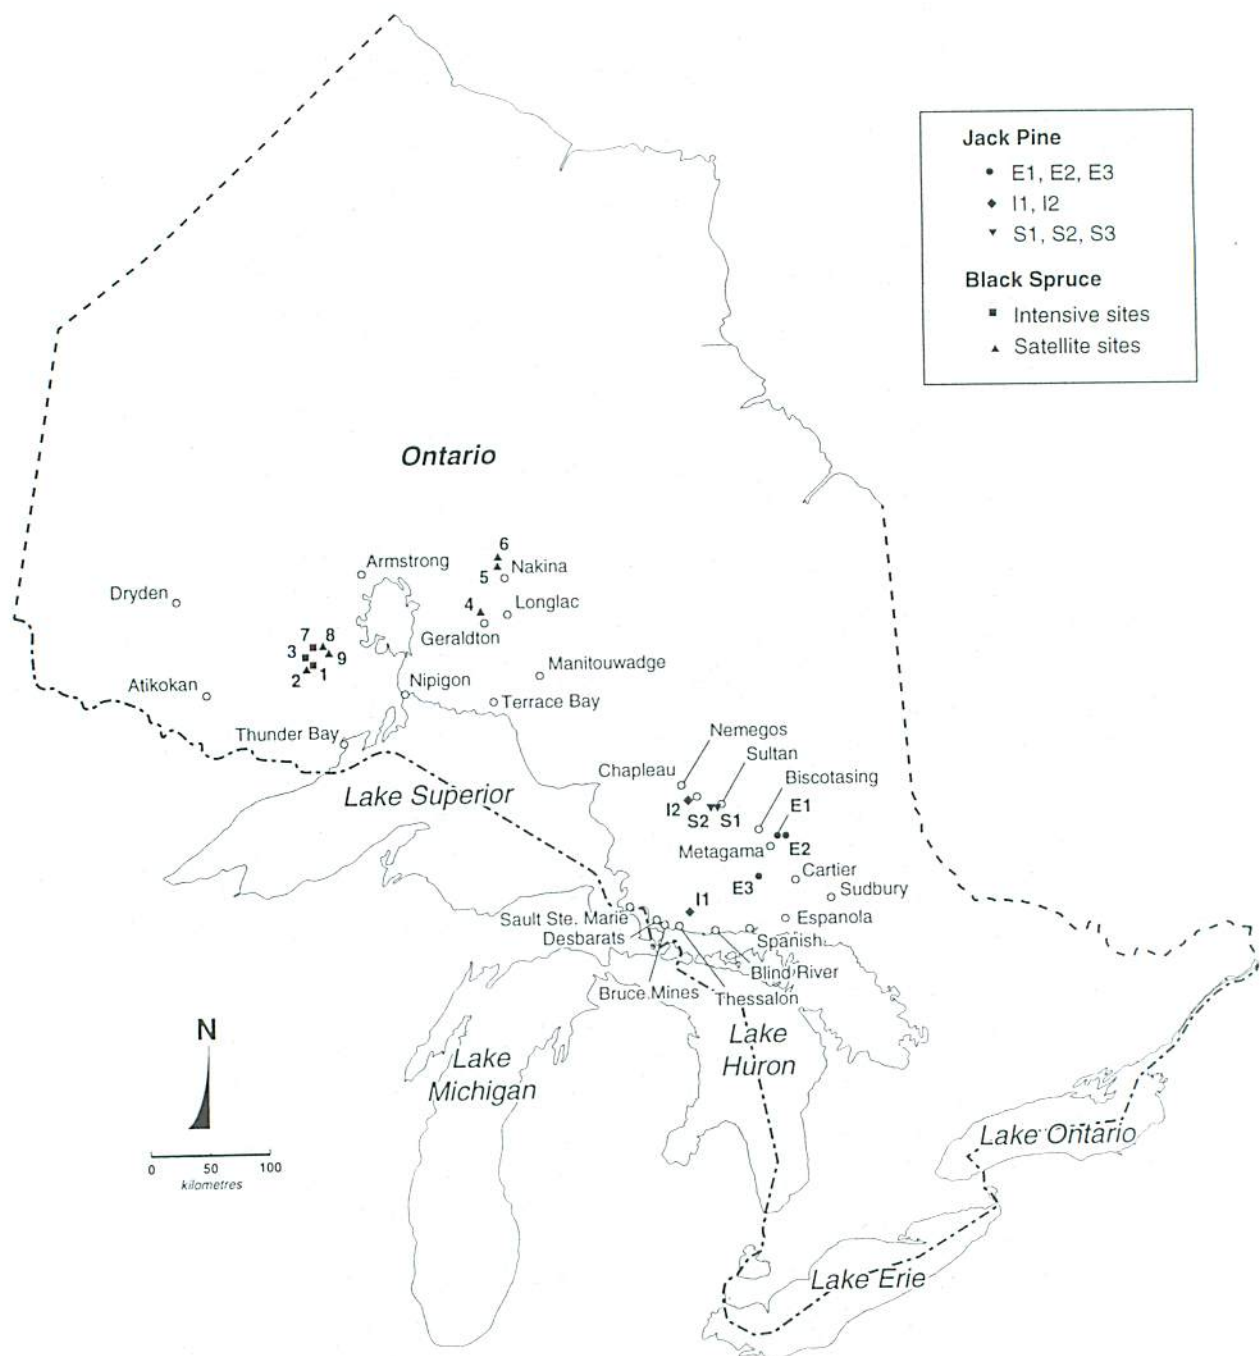 Jack Pine
E1, E2, E3
I1, I2
S1, S2, S3
Black Spruce
Intensive sites
Satellite sites
Ontario
6
Armstrong
5
Nakina
Dryden
4
Longlac
Geraldton
7
8
3
9
2
1
Manitouwadge
Atikokan
Nipigon
Terrace Bay
Thunder Bay
Nemegos
Sultan
Chapleau
Biscotasing
Lake Superior
I2
S2
S1
E1
Metagama
E2
Cartier
E3
Sudbury
I1
Sault Ste. Marie
Espanola
Desbarats
Spanish
Blind River
Bruce Mines
Thessalon
N
Lake
Huron
Lake
Michigan
Lake Ontario
0
50
100
kilometres
Lake Erie